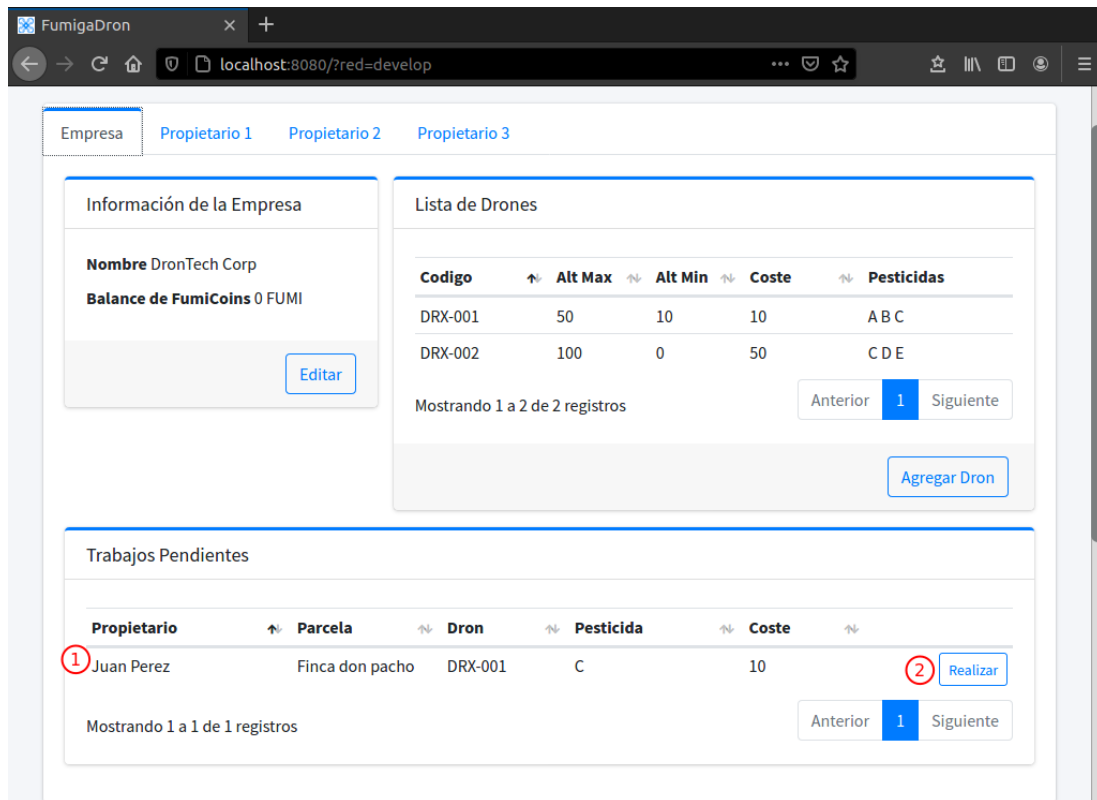 FumigaDron
localhost:8080/?red=develop
Empresa Propietario 1 Propietario 2 Propietario 3
Información de la Empresa
Nombre DronTech Corp
Balance de FumiCoins 0 FUMI
Editar
Lista de Drones
Codigo Alt Max Alt Min Coste Pesticidas
DRX-001 50 10 10 A B C
DRX-002 100 0 50 C D E
Mostrando 1 a 2 de 2 registros
Anterior 1 Siguiente
Agregar Dron
Trabajos Pendientes
Propietario Parcela Dron Pesticida Coste
1 Juan Perez Finca don pacho DRX-001 C 10 2 Realizar
Mostrando 1 a 1 de 1 registros
Anterior 1 Siguiente